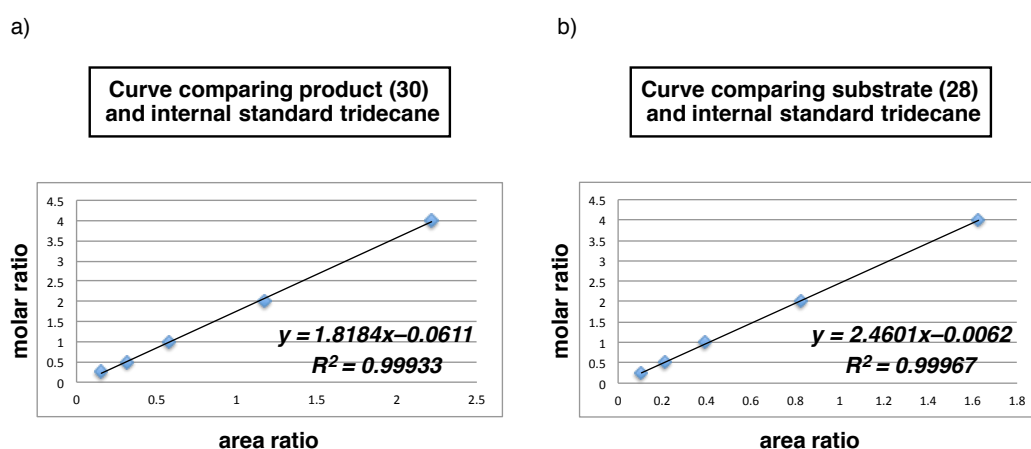 a)
Curve comparing product (30)
and internal standard tridecane
4.5
4
3.5
3
2.5
2
1.5
1
0.5
0
0
0.5
1
1.5
2
2.5
molar ratio
area ratio
y = 1.8184x–0.0611
R² = 0.99933
b)
Curve comparing substrate (28)
and internal standard tridecane
4.5
4
3.5
3
2.5
2
1.5
1
0.5
0
0
0.2
0.4
0.6
0.8
1
1.2
1.4
1.6
1.8
molar ratio
area ratio
y = 2.4601x–0.0062
R² = 0.99967